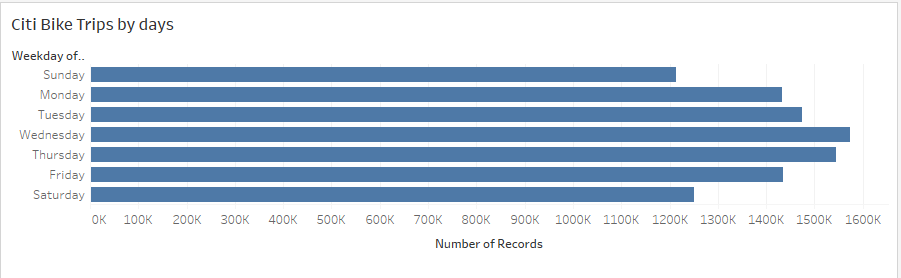 Citi Bike Trips by days
Weekday of..
Sunday
Monday
Tuesday
Wednesday
Thursday
Friday
Saturday
0K 100K 200K 300K 400K 500K 600K 700K 800K 900K 1000K 1100K 1200K 1300K 1400K 1500K 1600K
Number of Records